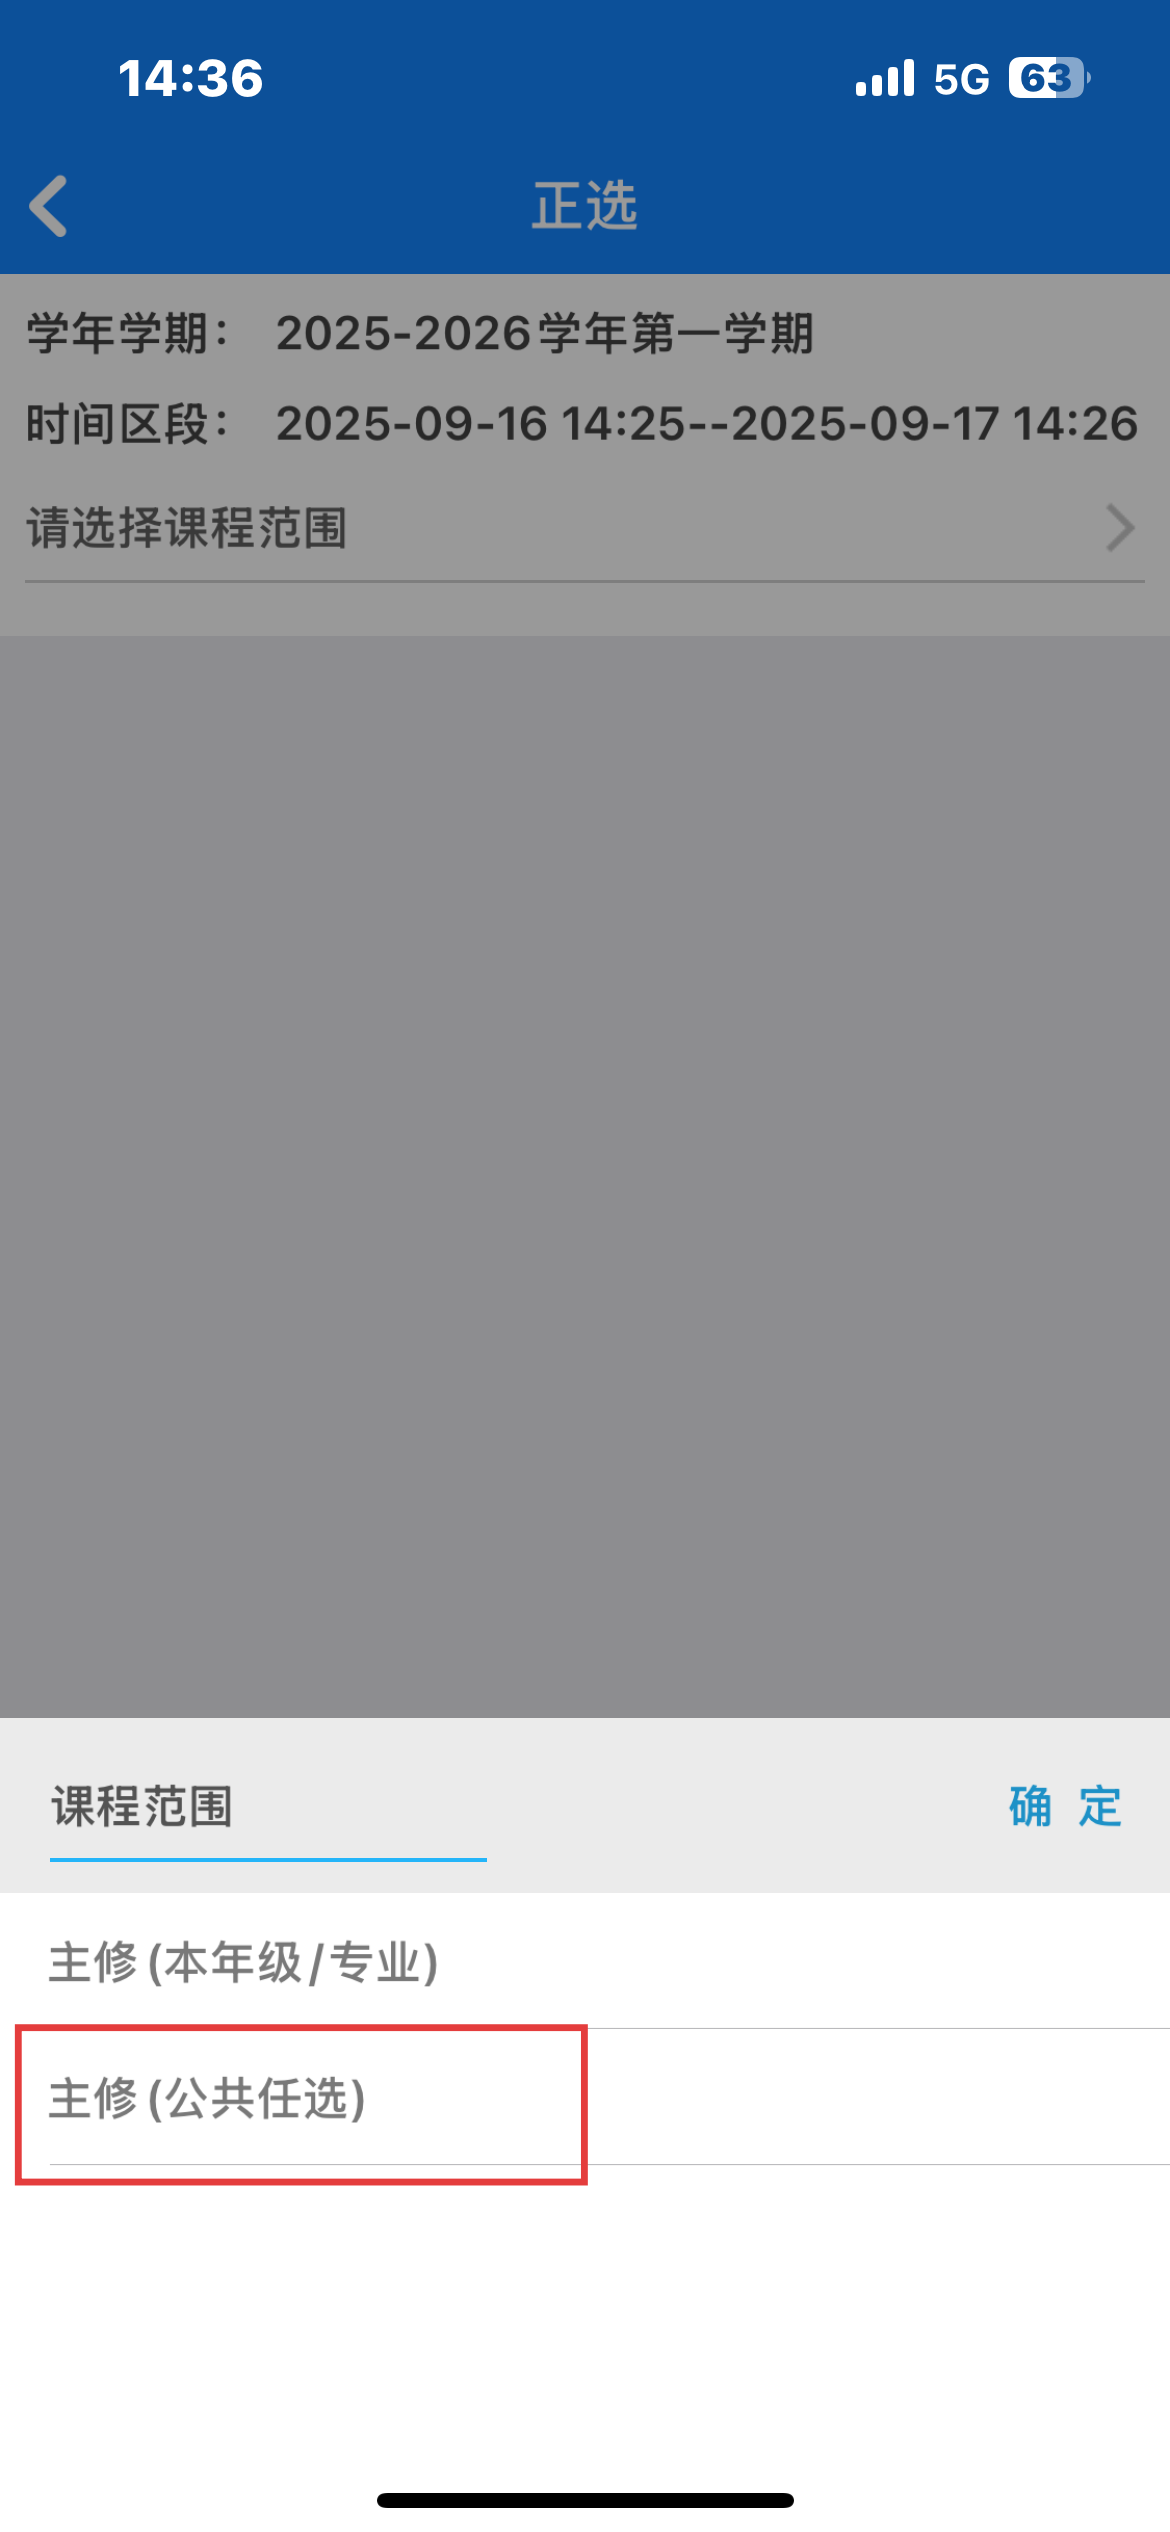 14:36 5G 63
正选
学年学期： 2025-2026学年第一学期
时间区段： 2025-09-16 14:25--2025-09-17 14:26
请选择课程范围
课程范围 确 定
主修(本年级/专业)
主修(公共任选)